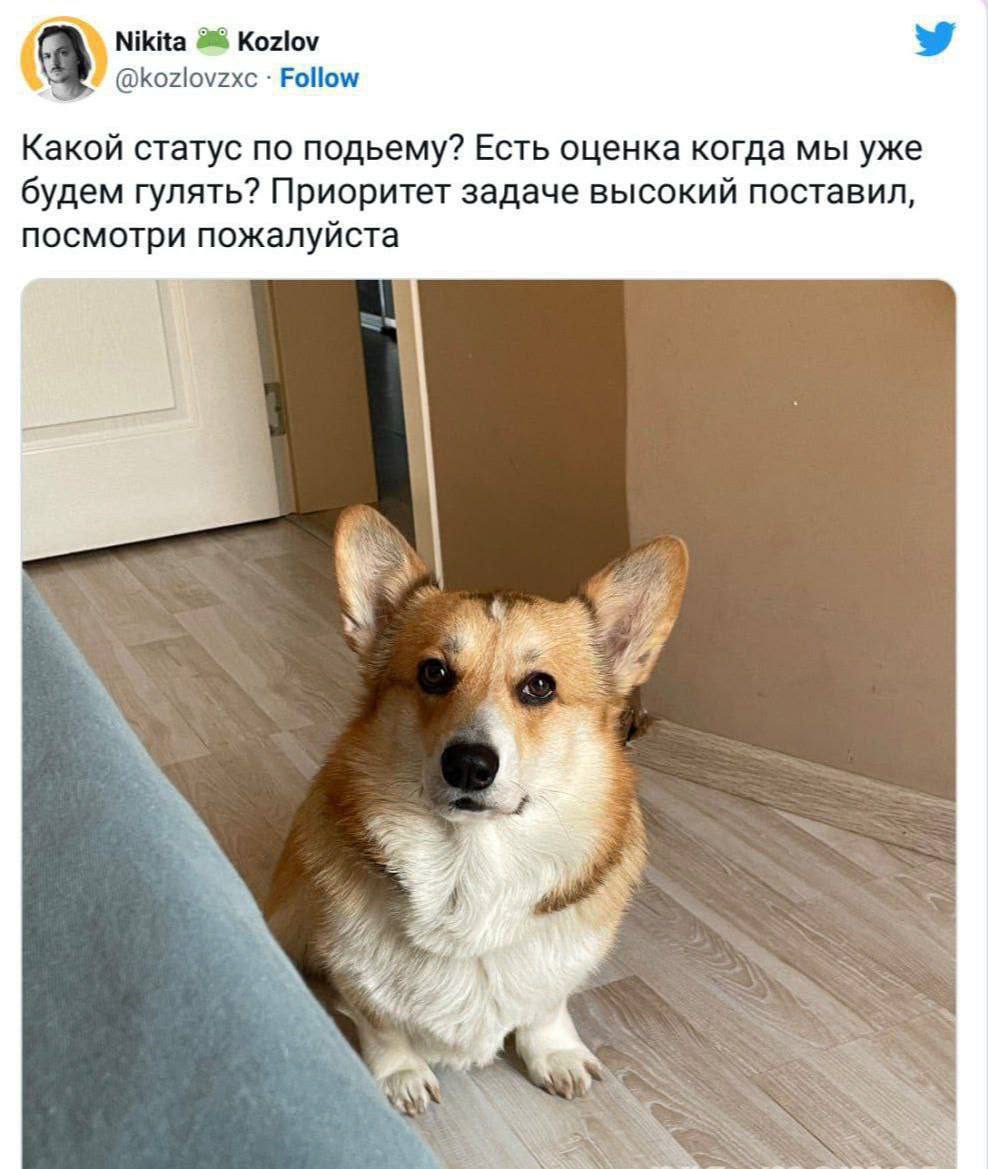 Nikita 🐸 Kozlov
@kozlovzxc · Follow
Какой статус по подьему? Есть оценка когда мы уже
будем гулять? Приоритет задаче высокий поставил,
посмотри пожалуйста